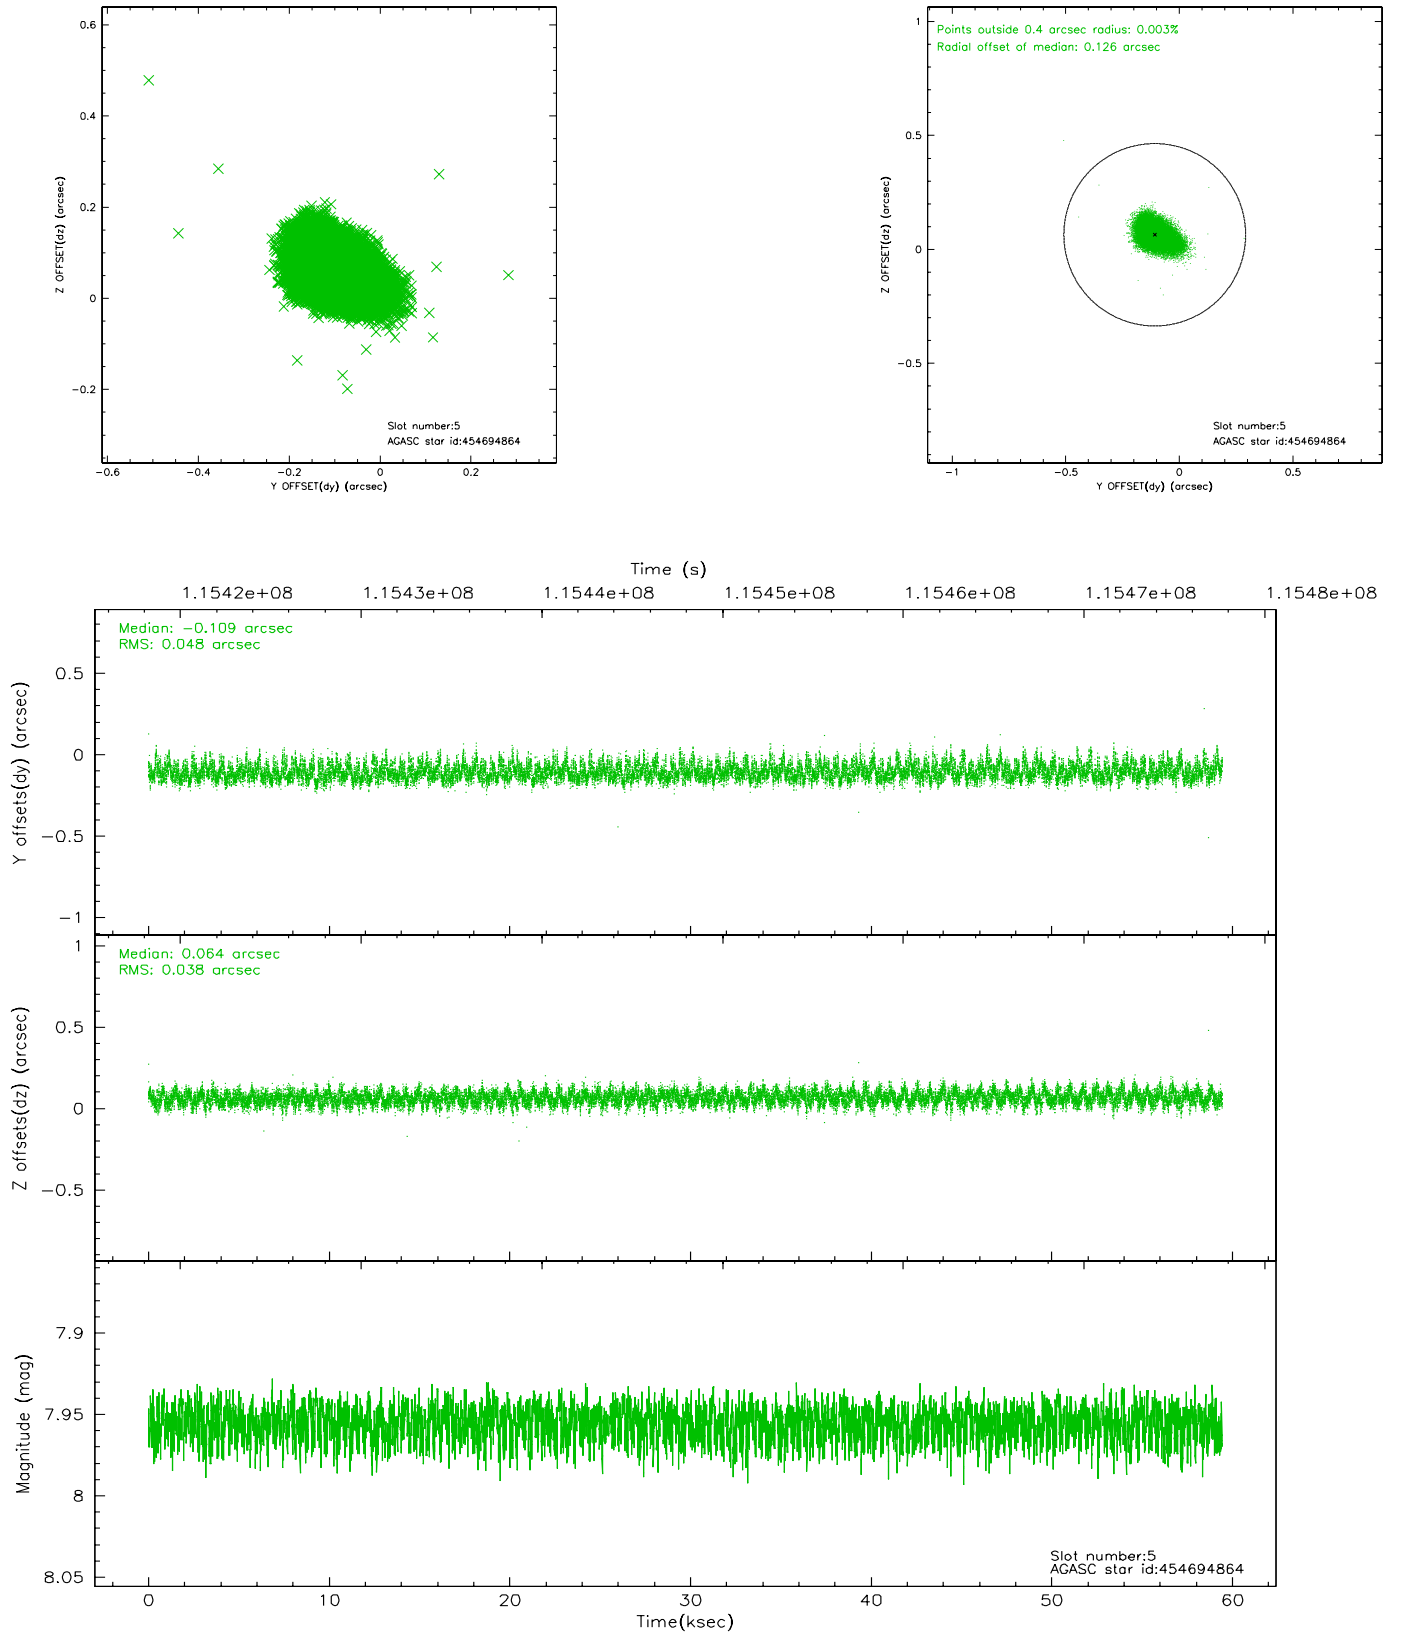 0.6
0.4
0.2
0
−0.2
Z OFFSET(dz) (arcsec)
Slot number:5
AGASC star id:454694864
−0.6 −0.4 −0.2 0 0.2
Y OFFSET(dy) (arcsec)
Points outside 0.4 arcsec radius: 0.003%
Radial offset of median: 0.126 arcsec
1
0.5
0
−0.5
Z OFFSET(dz) (arcsec)
Slot number:5
AGASC star id:454694864
−1 −0.5 0 0.5
Y OFFSET(dy) (arcsec)
Time (s)
1.1542e+08 1.1543e+08 1.1544e+08 1.1545e+08 1.1546e+08 1.1547e+08 1.1548e+08
Median: −0.109 arcsec
RMS: 0.048 arcsec
0.5
0
−0.5
−1
Y offsets(dy) (arcsec)
Median: 0.064 arcsec
RMS: 0.038 arcsec
1
0.5
0
−0.5
Z offsets(dz) (arcsec)
7.9
7.95
8
8.05
Magnitude (mag)
Slot number:5
AGASC star id:454694864
0 10 20 30 40 50 60
Time(ksec)